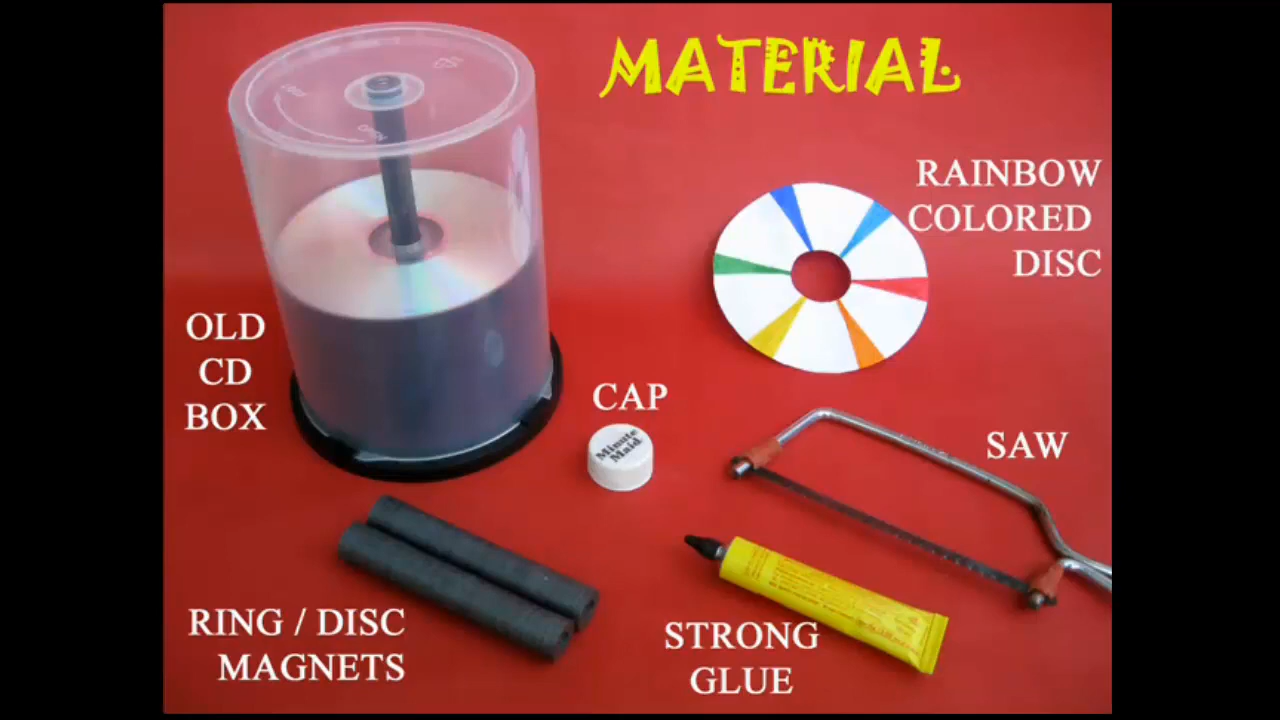 MATERIAL
RAINBOW
COLORED
DISC
OLD
CD
BOX
CAP
Minute
Maid
SAW
RING / DISC
MAGNETS
STRONG
GLUE